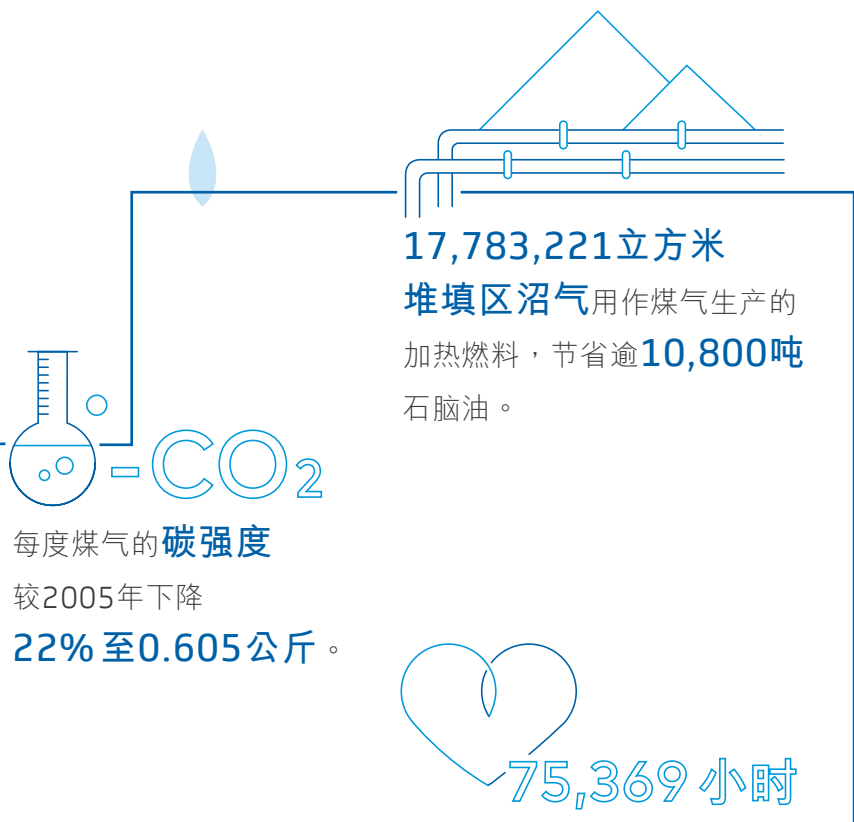 17,783,221立方米
堆填区沼气用作煤气生产的
加热燃料，节省逾10,800吨
石脑油。
-CO₂
每度煤气的碳强度
较2005年下降
22% 至0.605公斤。
75,369 小时